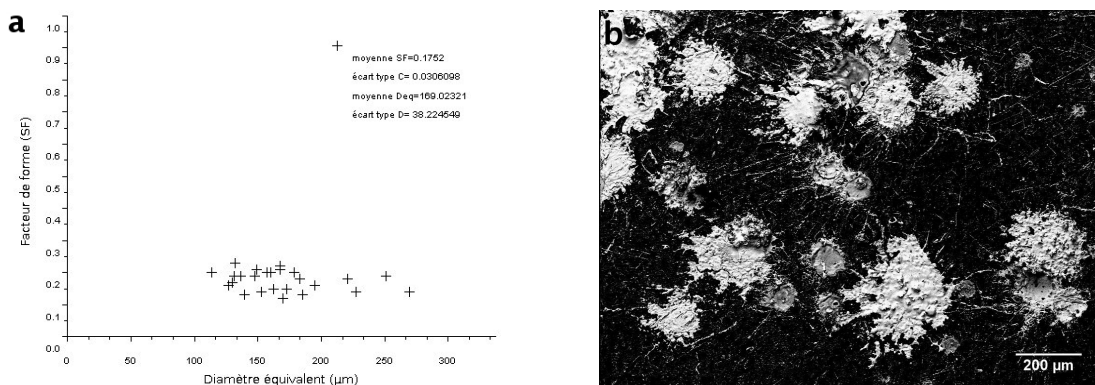 a
1.0
0.9
0.8
0.7
0.6
0.5
0.4
0.3
0.2
0.1
0.0
Facteur de forme (SF)
moyenne SF=0.1752
écart type C= 0.0306098
moyenne Deq=169.02321
écart type D= 38.224549
0
50
100
150
200
250
300
Diamètre équivalent (µm)
b
200 µm